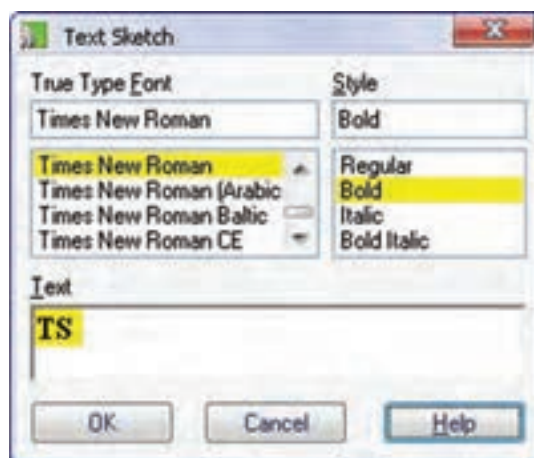 Text Sketch
True Type Font
Style
Times New Roman
Bold
Times New Roman
Times New Roman (Arabic
Times New Roman Baltic
Times New Roman CE
Regular
Bold
Italic
Bold Italic
Text
TS
OK
Cancel
Help